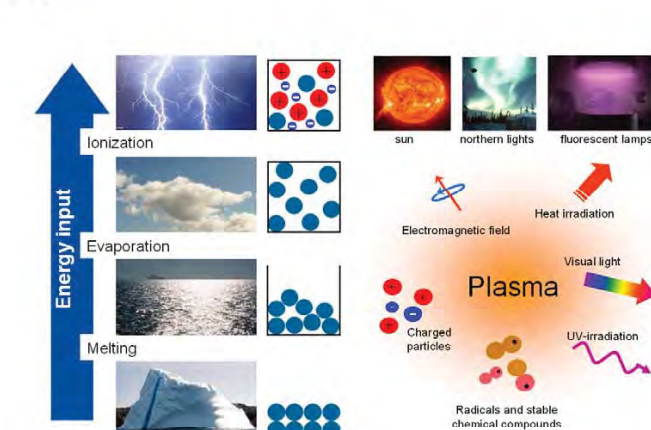 Energy input
Ionization
Evaporation
Melting
+ + + + +
- - - -
sun
northern lights
fluorescent lamps
Electromagnetic field
Heat irradiation
Visual light
Plasma
UV-irradiation
+ + - - +
Charged
particles
Radicals and stable
chemical compounds